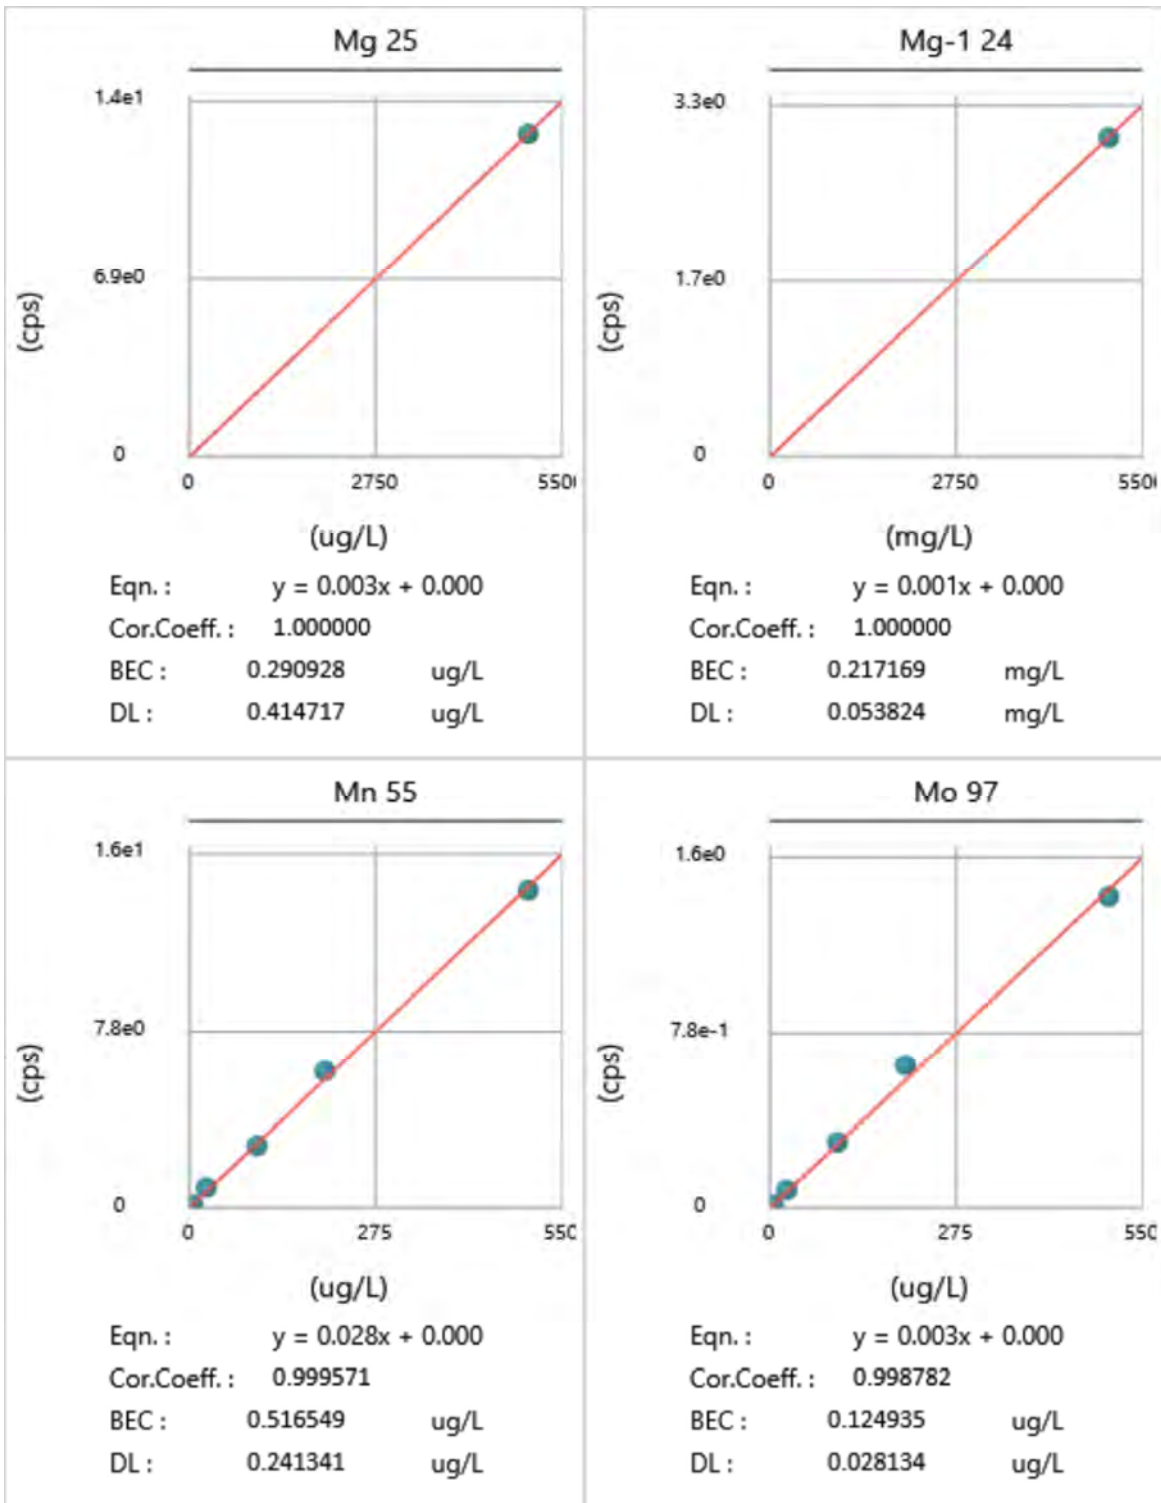 Mg 25
1.4e1
6.9e0
0
(cps)
0 2750 550
(ug/L)
Eqn. : y = 0.003x + 0.000
Cor.Coeff. : 1.000000
BEC : 0.290928 ug/L
DL : 0.414717 ug/L
Mg-1 24
3.3e0
1.7e0
0
(cps)
0 2750 550
(mg/L)
Eqn. : y = 0.001x + 0.000
Cor.Coeff. : 1.000000
BEC : 0.217169 mg/L
DL : 0.053824 mg/L
Mn 55
1.6e1
7.8e0
0
(cps)
0 275 550
(ug/L)
Eqn. : y = 0.028x + 0.000
Cor.Coeff. : 0.999571
BEC : 0.516549 ug/L
DL : 0.241341 ug/L
Mo 97
1.6e0
7.8e-1
0
(cps)
0 275 550
(ug/L)
Eqn. : y = 0.003x + 0.000
Cor.Coeff. : 0.998782
BEC : 0.124935 ug/L
DL : 0.028134 ug/L